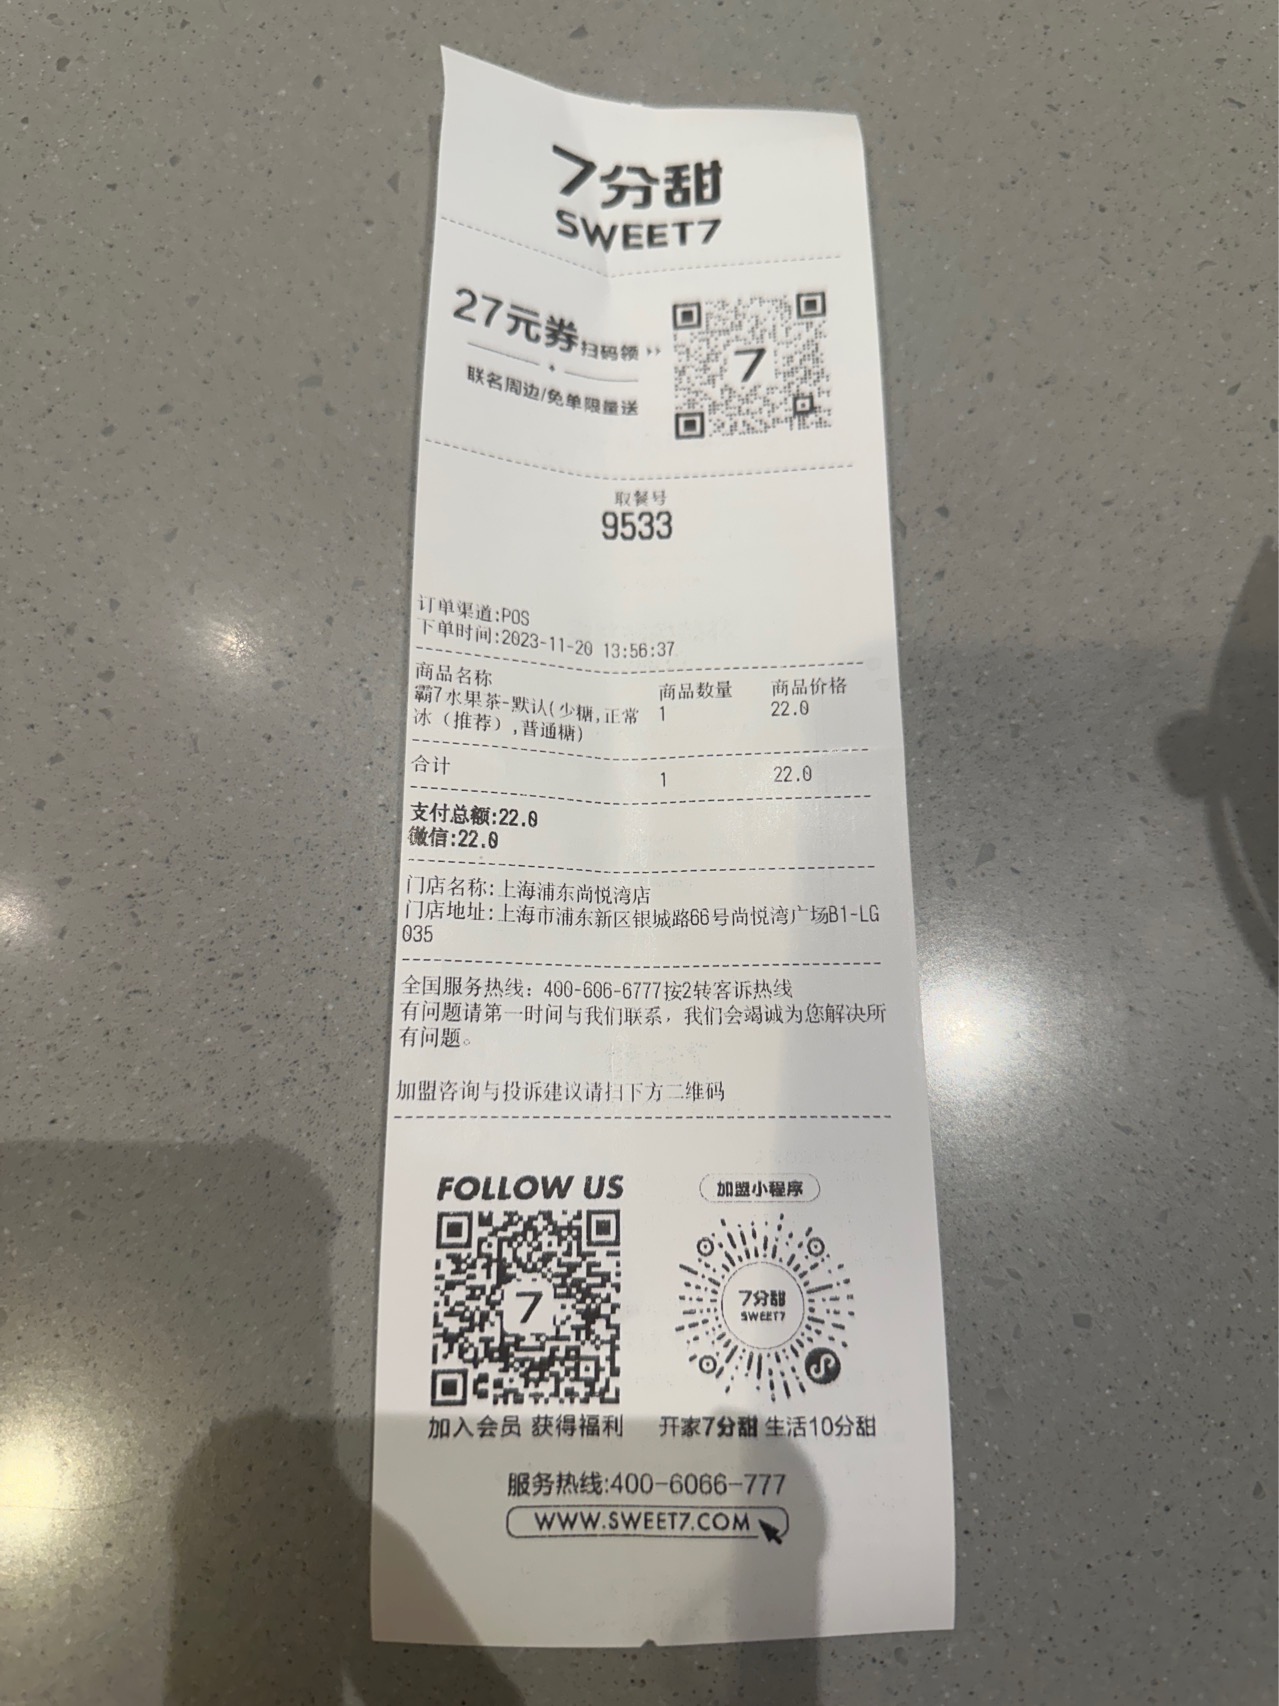 7分甜
SWEET7
27元券扫码领 ››
联名周边/免单限量送
7
取餐号
9533
订单渠道:POS
下单时间:2023-11-20 13:56:37
商品名称 商品数量 商品价格
霸7水果茶-默认(少糖,正常 1 22.0
冰（推荐）,普通糖)
合计 1 22.0
支付总额:22.0
微信:22.0
门店名称:上海浦东尚悦湾店
门店地址:上海市浦东新区银城路66号尚悦湾广场B1-LG
035
全国服务热线：400-606-6777按2转客诉热线
有问题请第一时间与我们联系，我们会竭诚为您解决所
有问题。
加盟咨询与投诉建议请扫下方二维码
FOLLOW US
加盟小程序
7
7分甜
SWEET7
加入会员 获得福利
开家7分甜 生活10分甜
服务热线:400-6066-777
WWW.SWEET7.COM